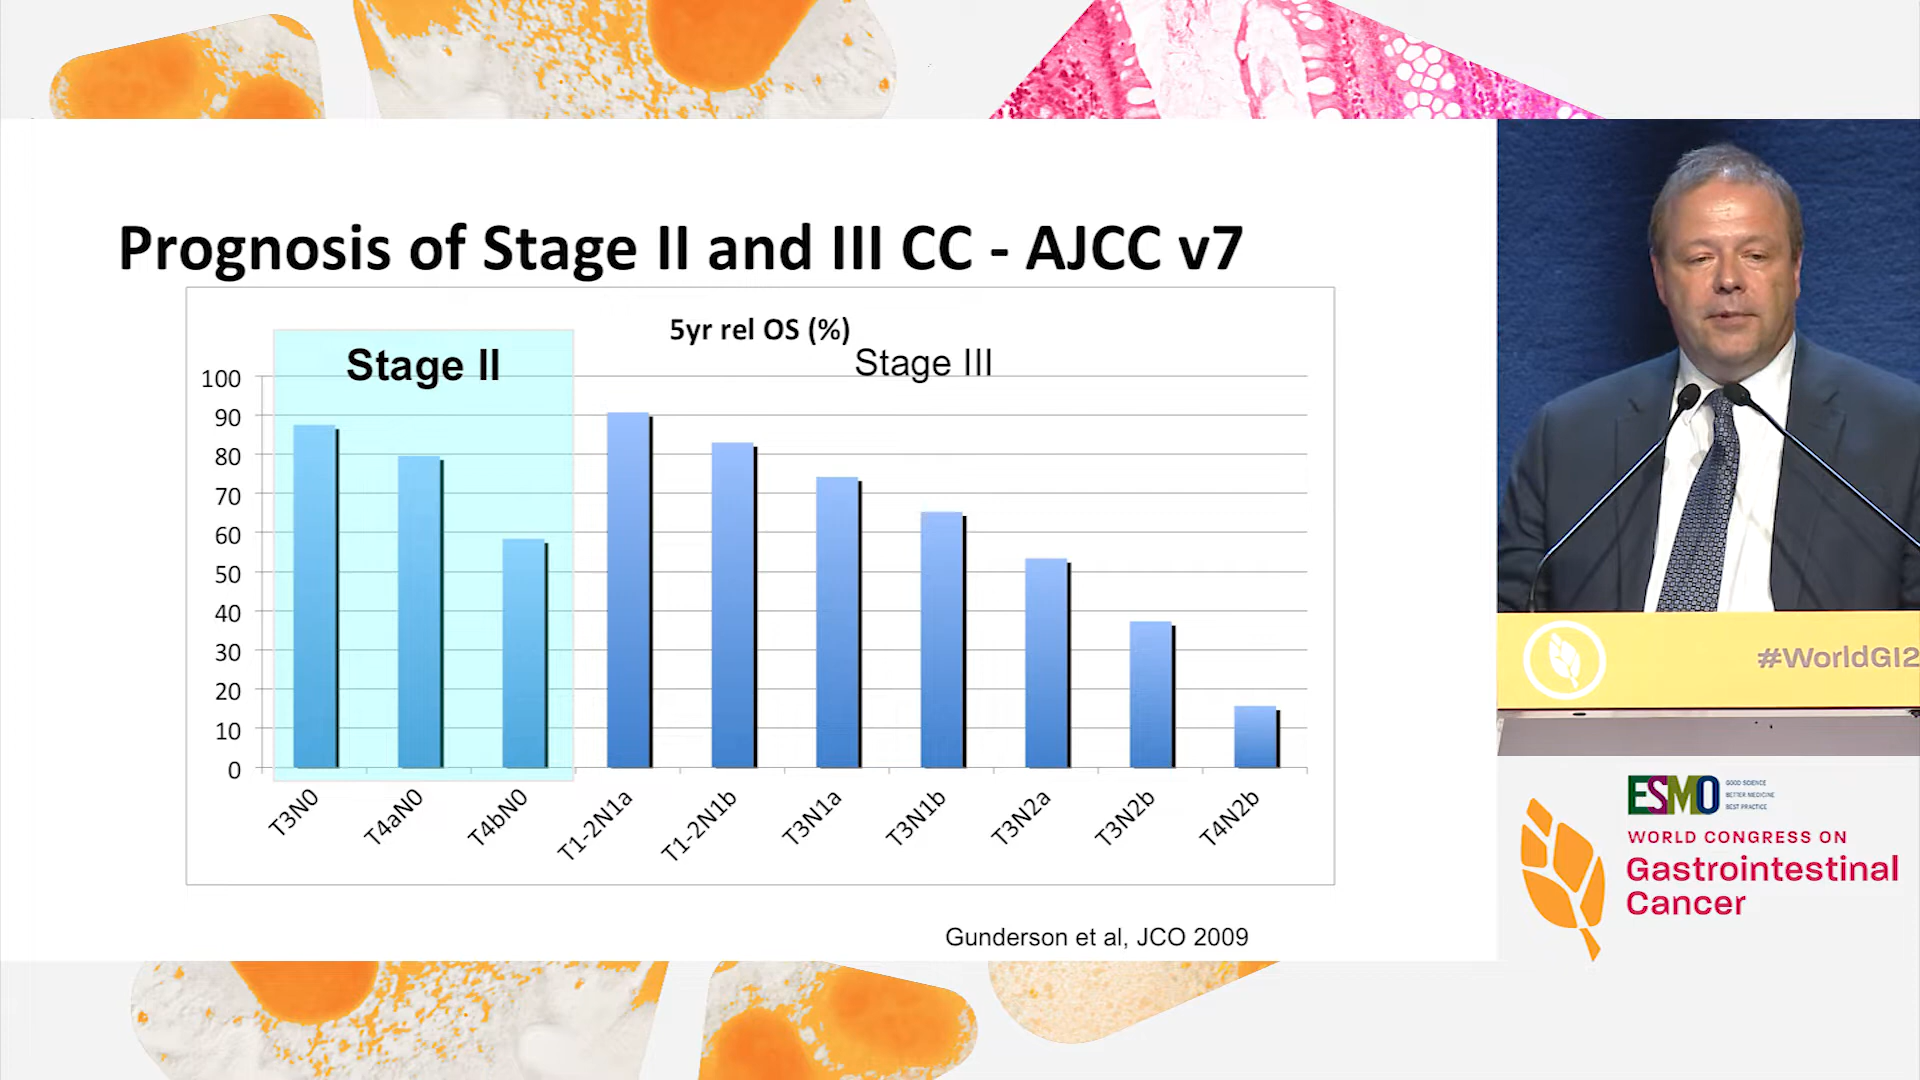 Prognosis of Stage II and III CC - AJCC v7
5yr rel OS (%)
Stage II
Stage III
100
90
80
70
60
50
40
30
20
10
0
T3N0
T4aN0
T4bN0
T1-2N1a
T1-2N1b
T3N1a
T3N1b
T3N2a
T3N2b
T4N2b
Gunderson et al, JCO 2009
#WorldGI2
ESMO
GOOD SCIENCE
BETTER MEDICINE
BEST PRACTICE
WORLD CONGRESS ON
Gastrointestinal
Cancer